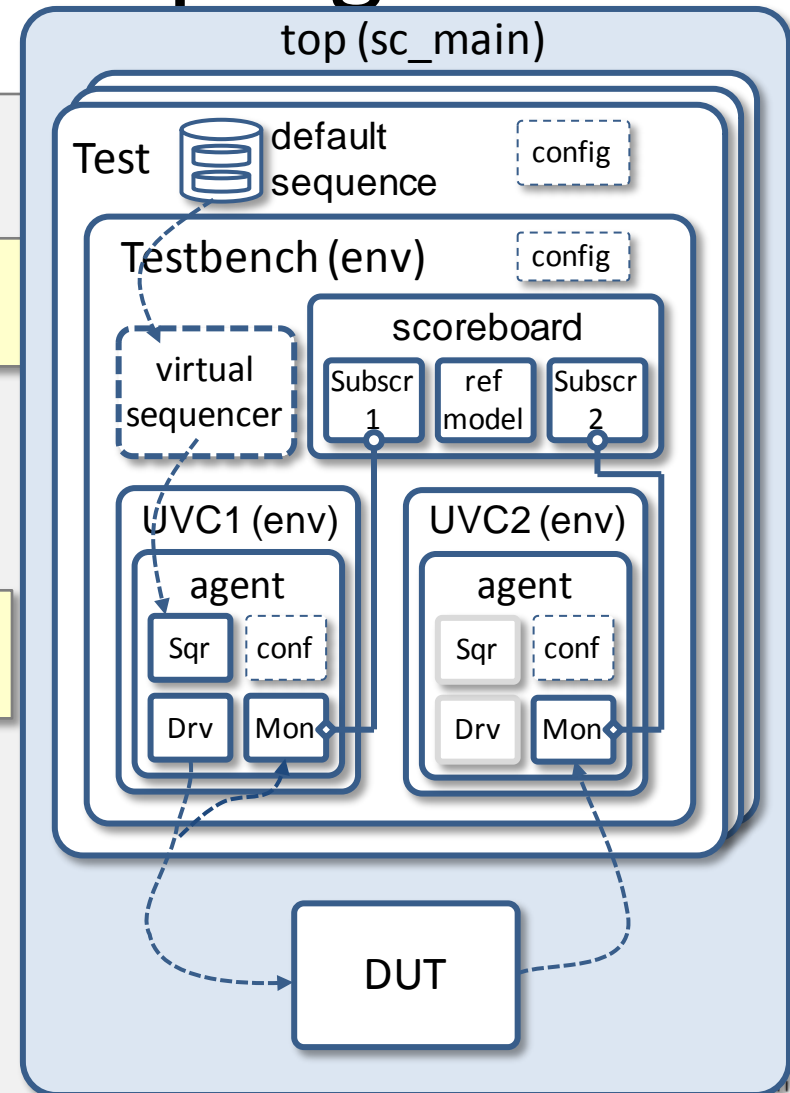 top (sc_main)
Test
default
sequence
config
Testbench (env)
config
scoreboard
virtual
sequencer
Subscr
1
ref
model
Subscr
2
UVC1 (env)
UVC2 (env)
agent
agent
Sqr
conf
Sqr
conf
Drv
Mon
Drv
Mon
DUT